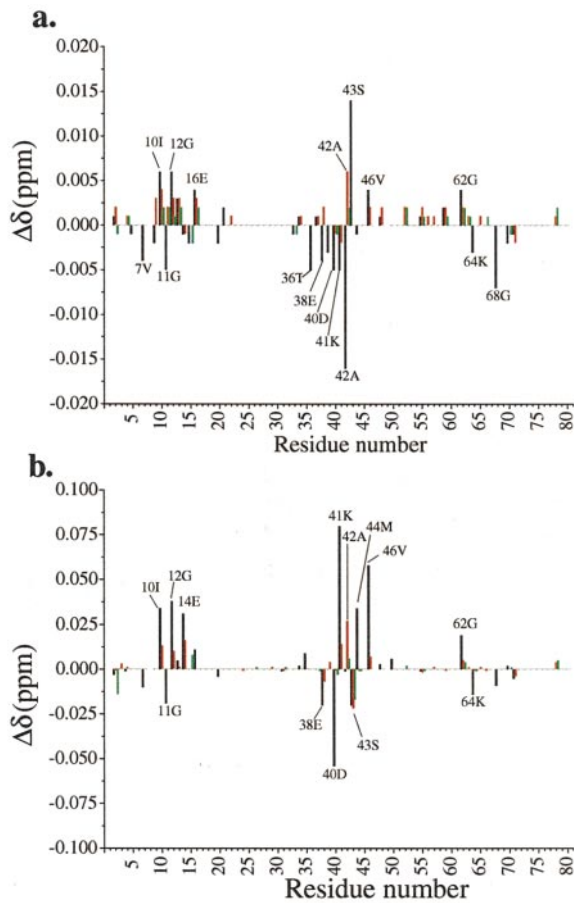 a.
Δδ(ppm)
0.020
0.015
0.010
0.005
0.000
-0.005
-0.010
-0.015
-0.020
43S
42A
12G
10I
16E
46V
62G
7V
11G
36T
38E
40D
41K
42A
64K
68G
5 10 15 20 25 30 35 40 45 50 55 60 65 70 75 80
Residue number
b.
Δδ(ppm)
0.100
0.075
0.050
0.025
0.000
-0.025
-0.050
-0.075
-0.100
44M
41K
42A
46V
12G
10I
14E
62G
11G
38E
43S
40D
64K
5 10 15 20 25 30 35 40 45 50 55 60 65 70 75 80
Residue number